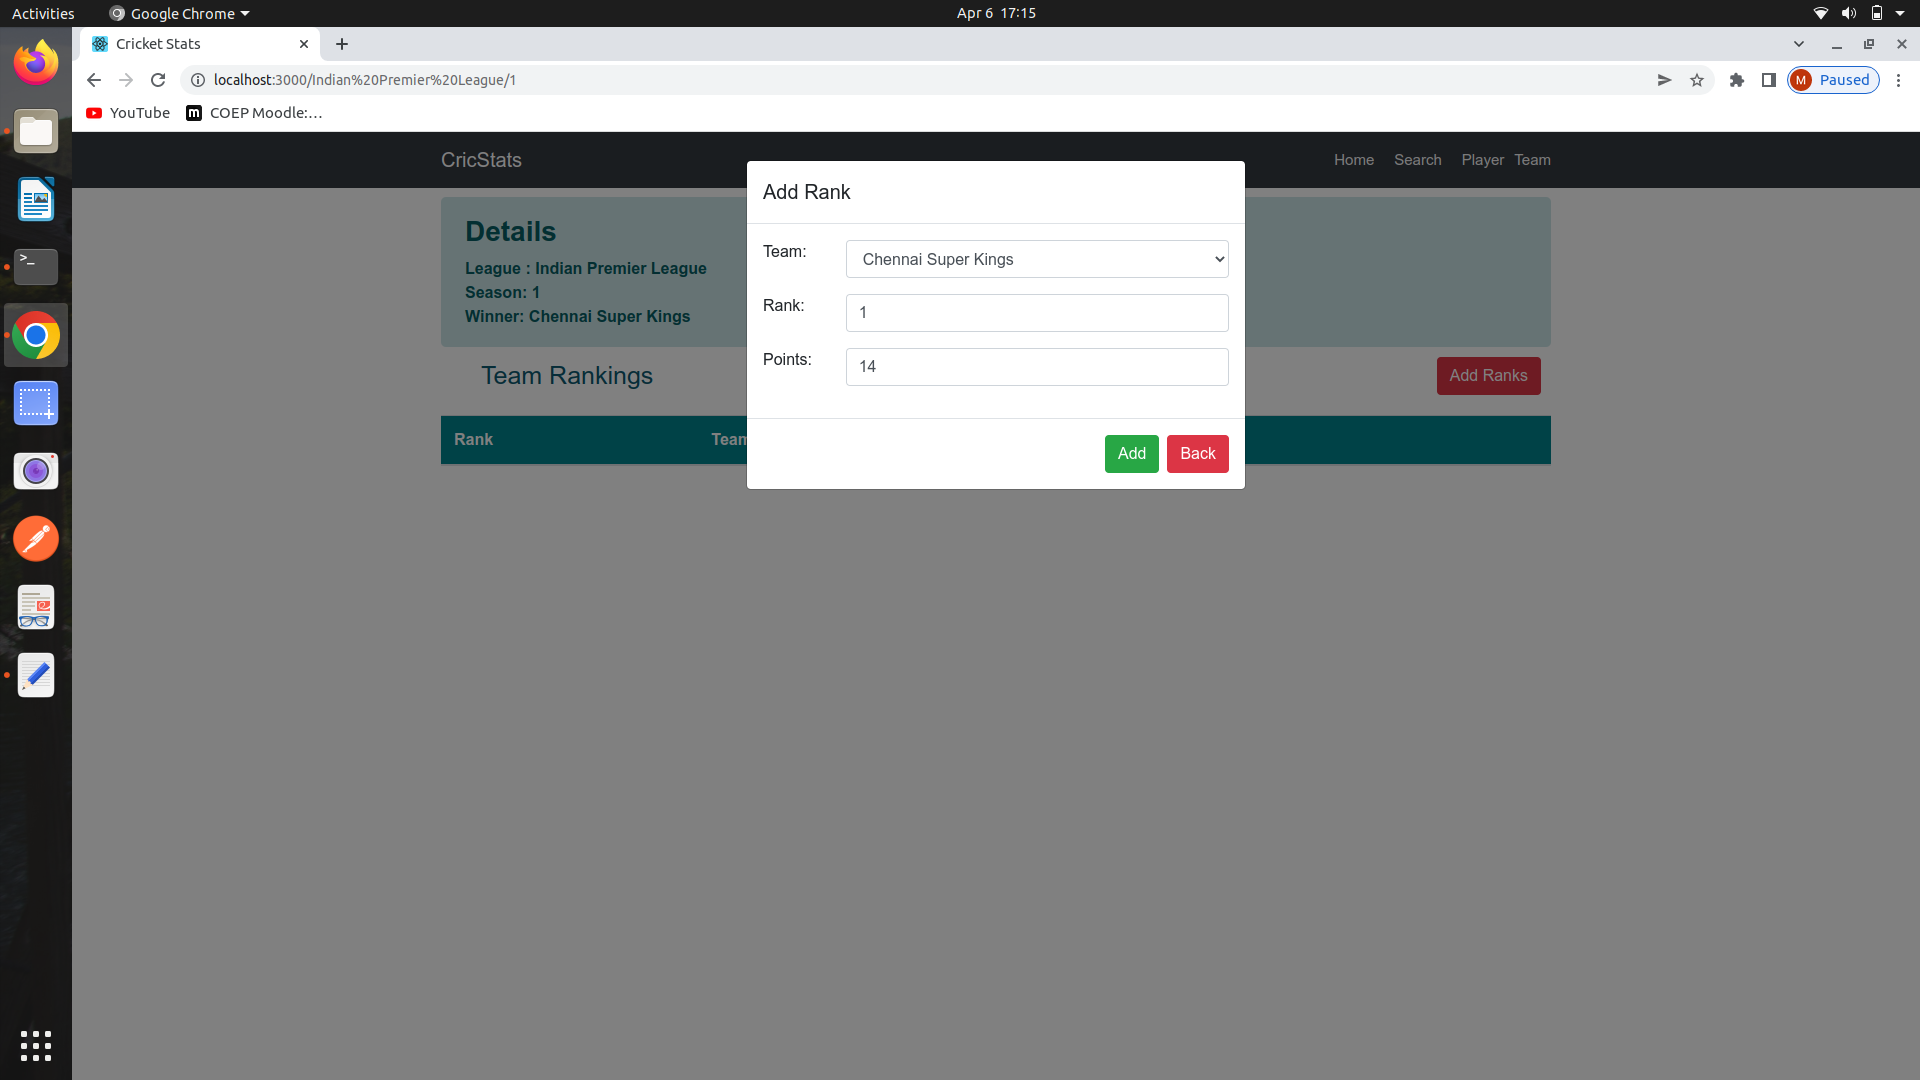 Activities
Google Chrome
Apr 6 17:15
Cricket Stats
localhost:3000/Indian%20Premier%20League/1
M Paused
YouTube
m COEP Moodle:...
CricStats
Home Search Player Team
Details
League : Indian Premier League
Season: 1
Winner: Chennai Super Kings
Team Rankings
Add Ranks
Rank
Add Rank
Team:
Chennai Super Kings
Rank:
1
Points:
14
Add
Back